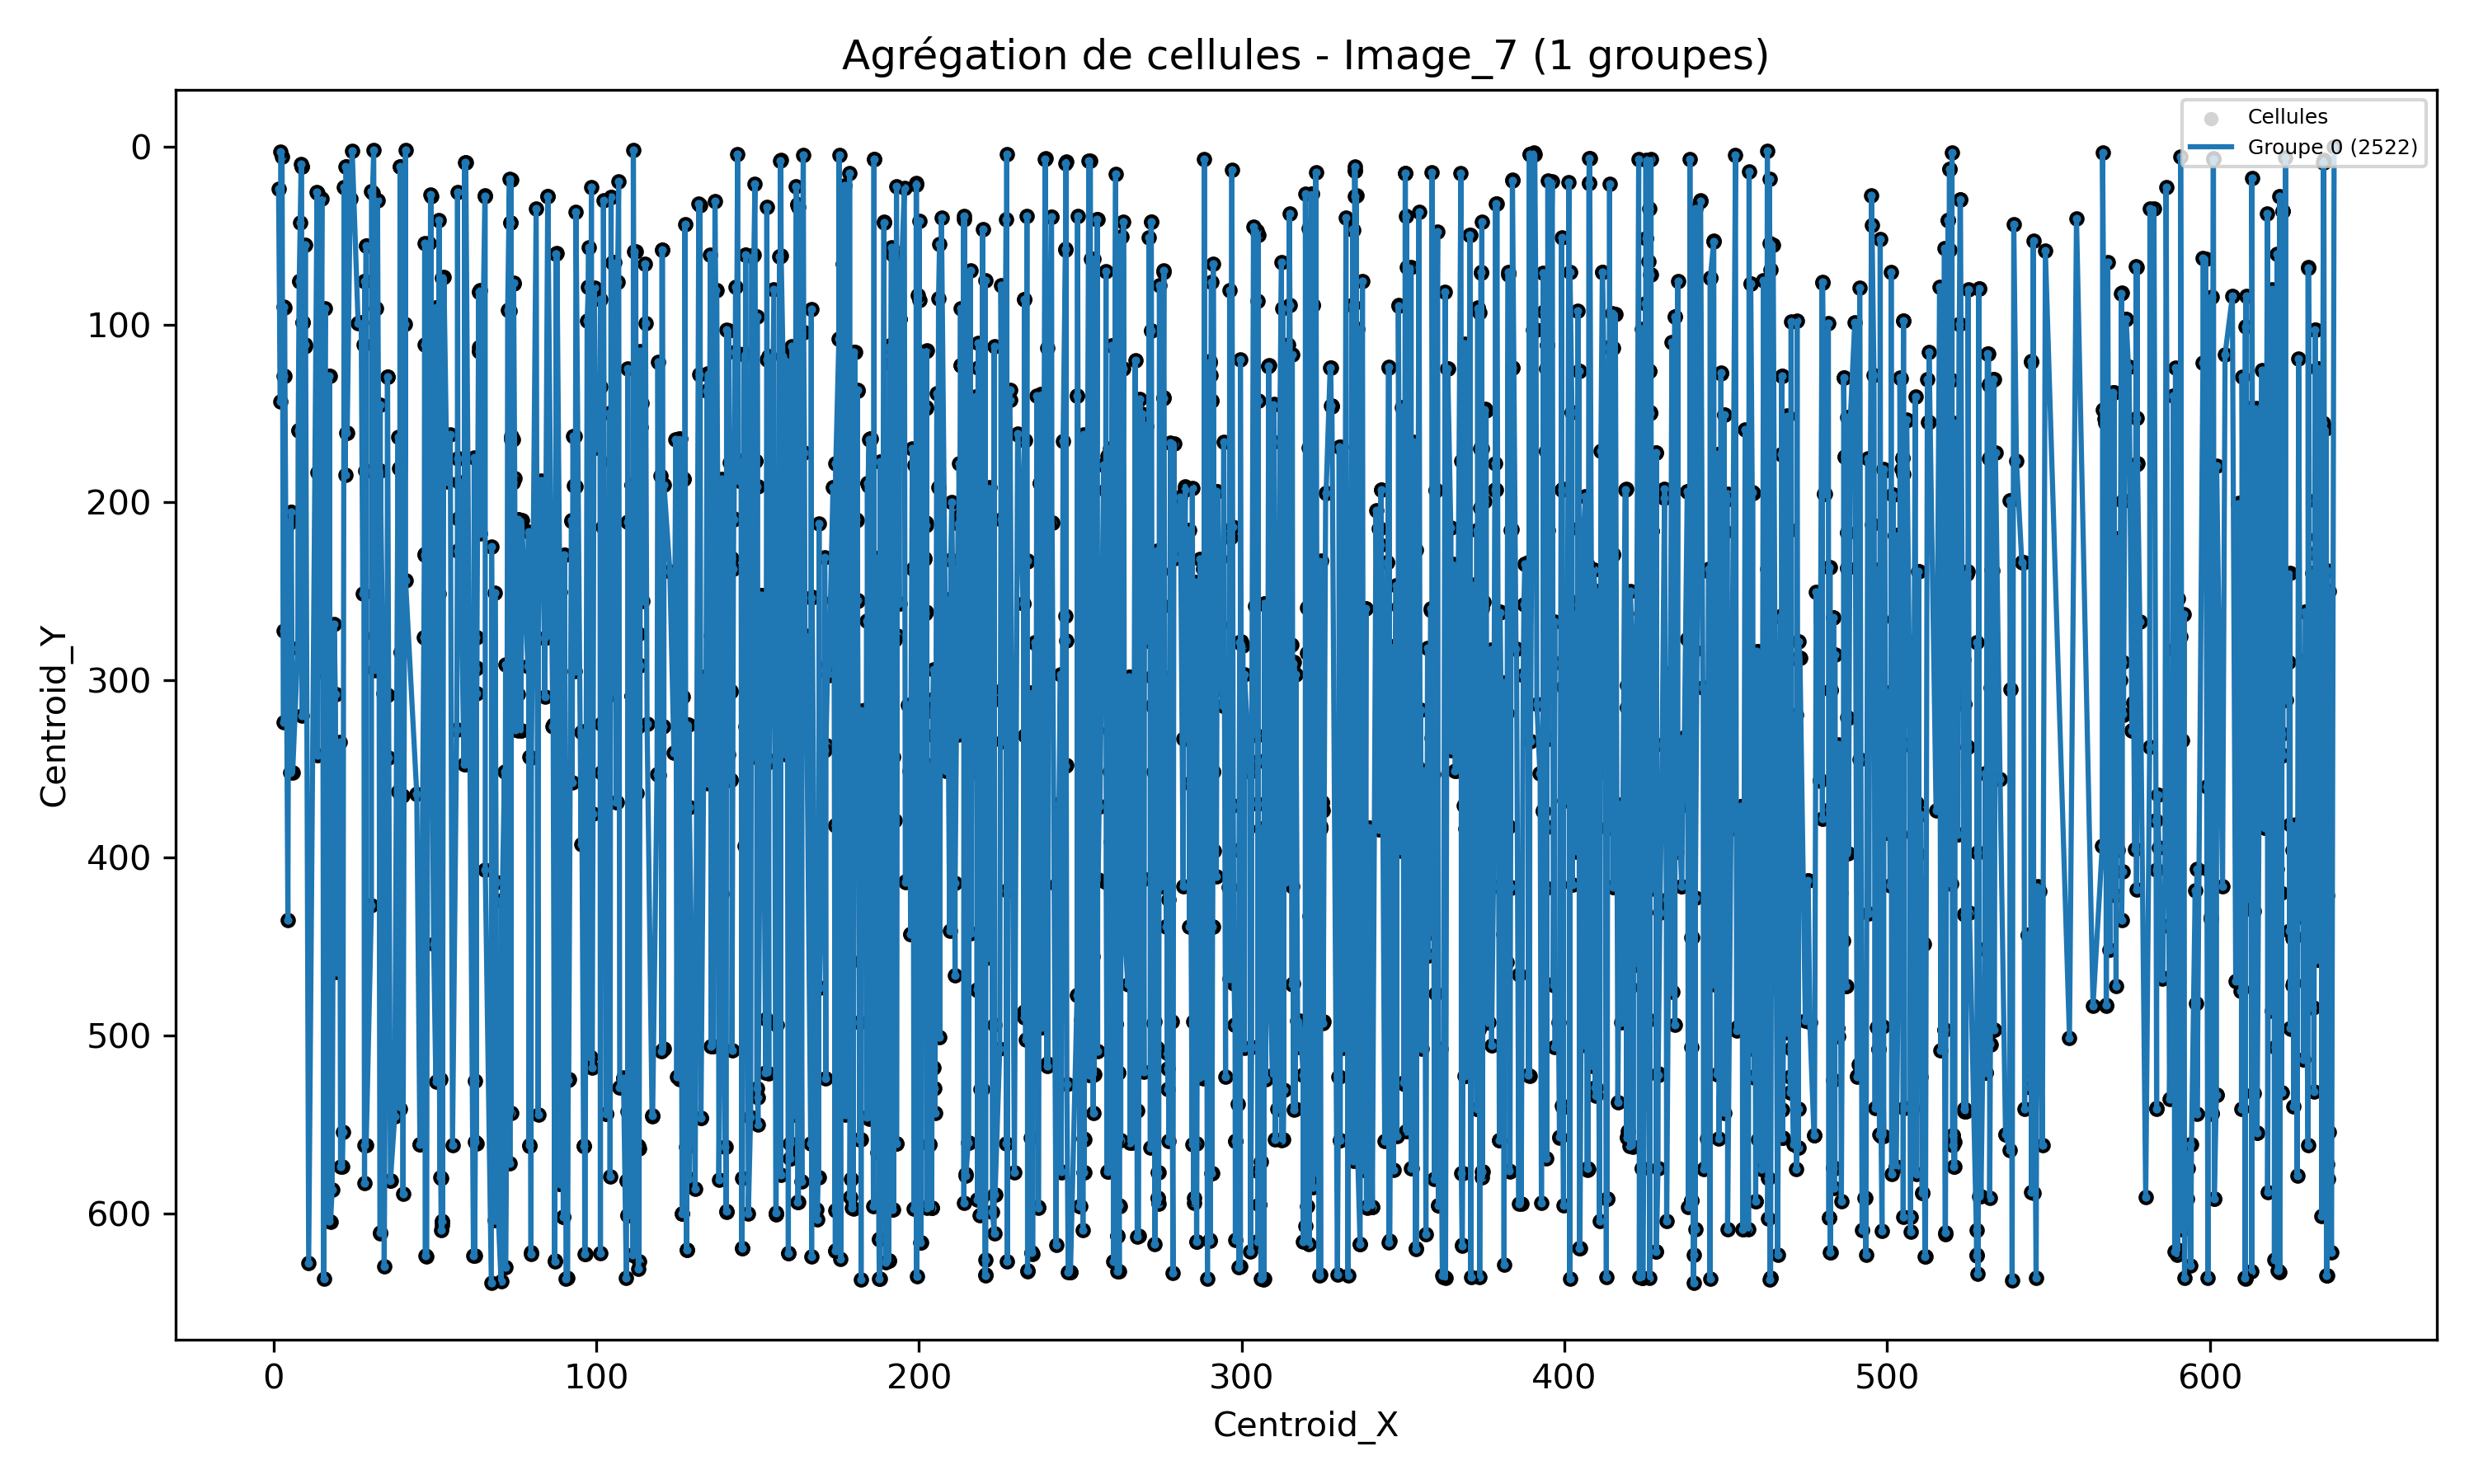 Agrégation de cellules - Image_7 (1 groupes)
Cellules
Groupe 0 (2522)
Centroid_Y
0
100
200
300
400
500
600
0 100 200 300 400 500 600
Centroid_X